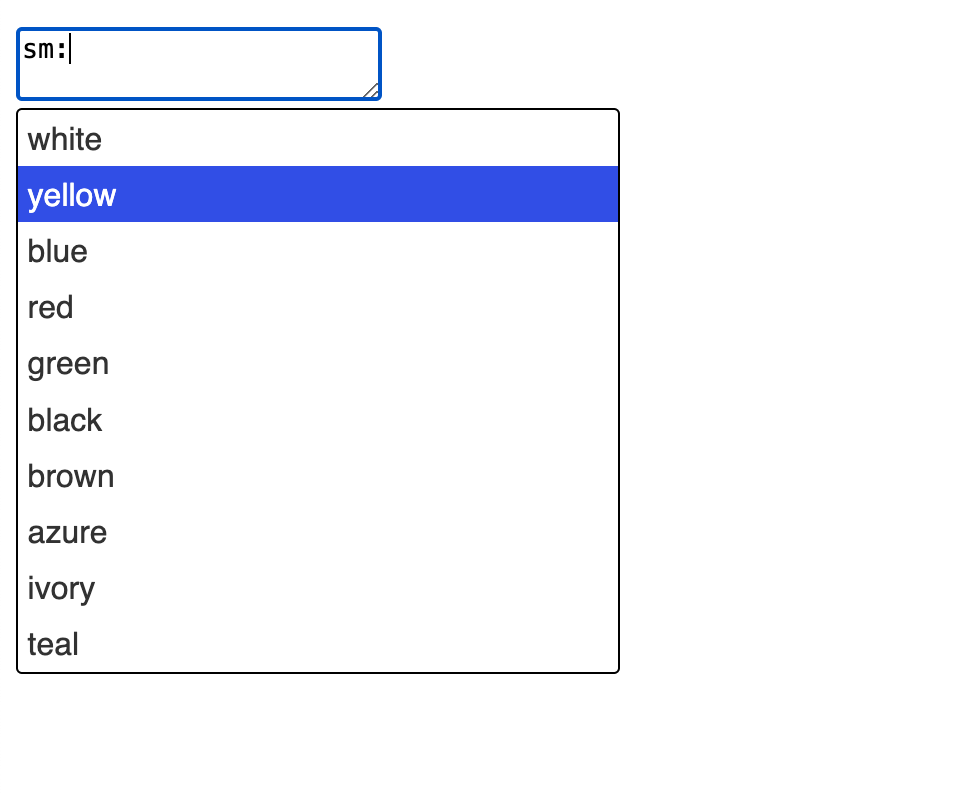 sm:
white
yellow
blue
red
green
black
brown
azure
ivory
teal